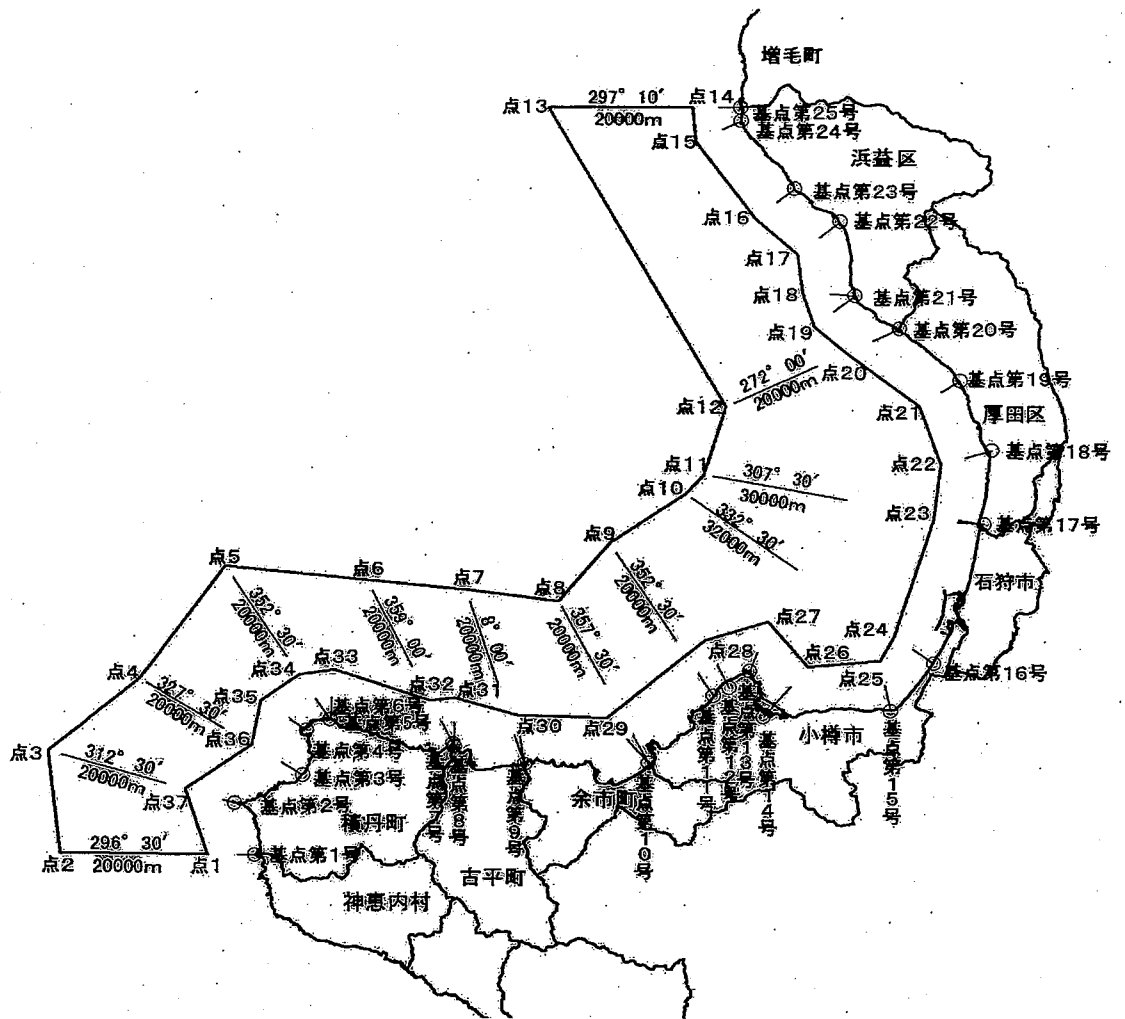 増毛町
点13
297° 10′
20000m
点14
基点第25号
基点第24号
点15
浜益区
基点第23号
点16
基点第22号
点17
点18
基点第21号
点19
基点第20号
272° 00′
20000m
点20
基点第19号
点12
点21
厚田区
基点第18号
点11
点22
307° 30′
30000m
点10
332° 30′
32000m
点23
基点第17号
点9
352° 30′
20000m
点5
点6
点7
点8
石狩市
352° 30′
20000m
359° 00′
20000m
8° 00′
20000m
357° 30′
20000m
点27
点24
点28
点26
点25
基点第16号
点4
327° 30′
20000m
点34
点33
点35
点32
点31
点30
点29
点36
基点第6号
基点第5号
小樽市
点3
312° 30′
20000m
基点第4号
基点第3号
点37
基点第2号
積丹町
基点第7号
基点第8号
基点第9号
余市町
基点第10号
基点第11号
基点第12号
基点第13号
基点第14号
基点第15号
点2
296° 30′
20000m
点1
基点第1号
古平町
神恵内村